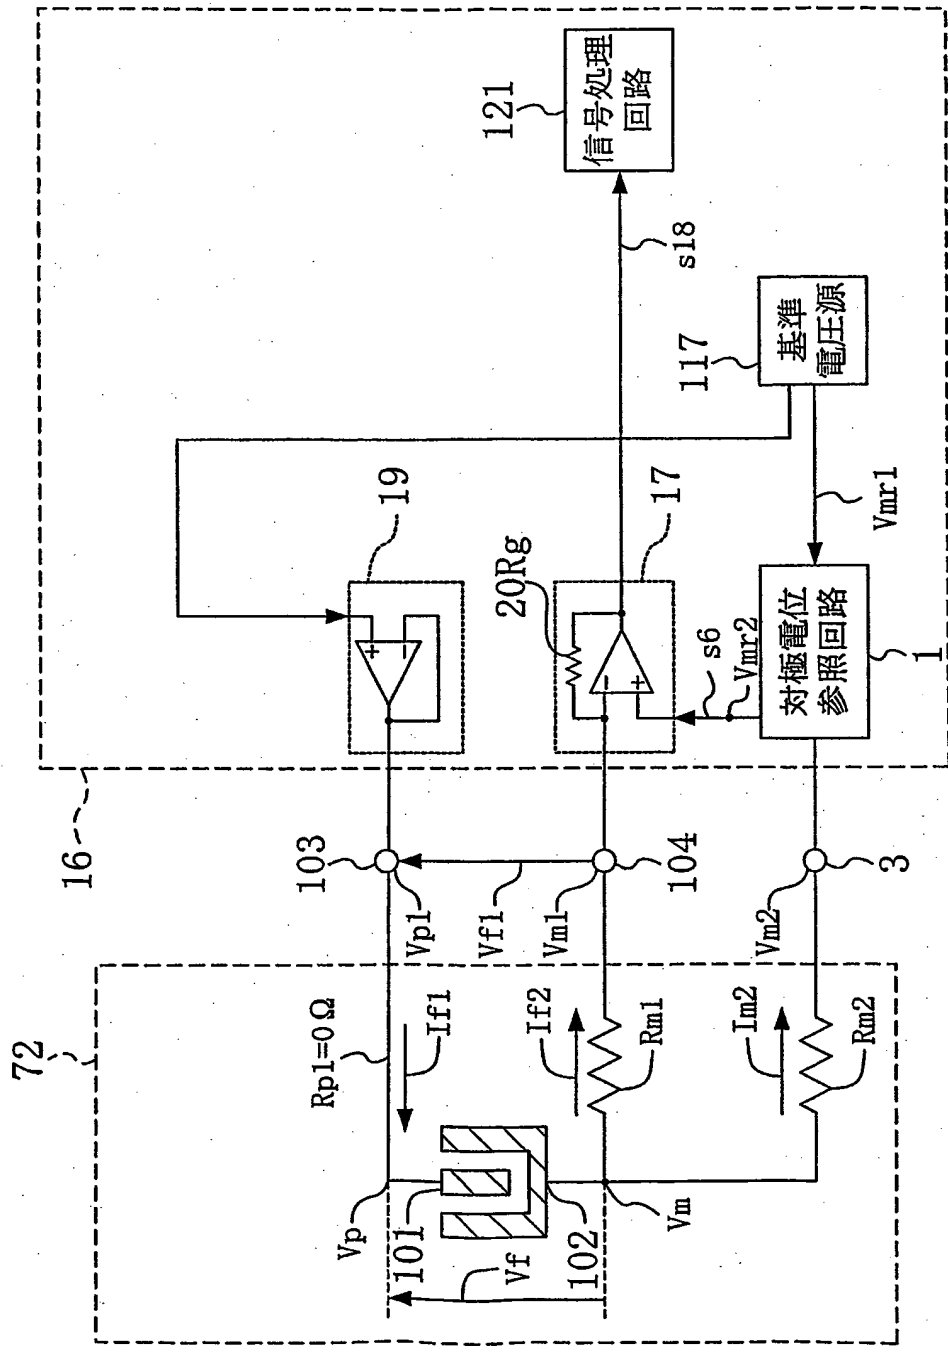 72
16
Vp
101
Vf
102
Vm
Rp1=0Ω
If1
If2
Rm1
Im2
Rm2
103
Vp1
Vf1
Vm1
104
Vm2
3
19
+
−
20Rg
−
+
17
s6
Vmr2
対極電位
参照回路
1
Vmr1
117
基準
電圧源
s18
121
信号処理
回路